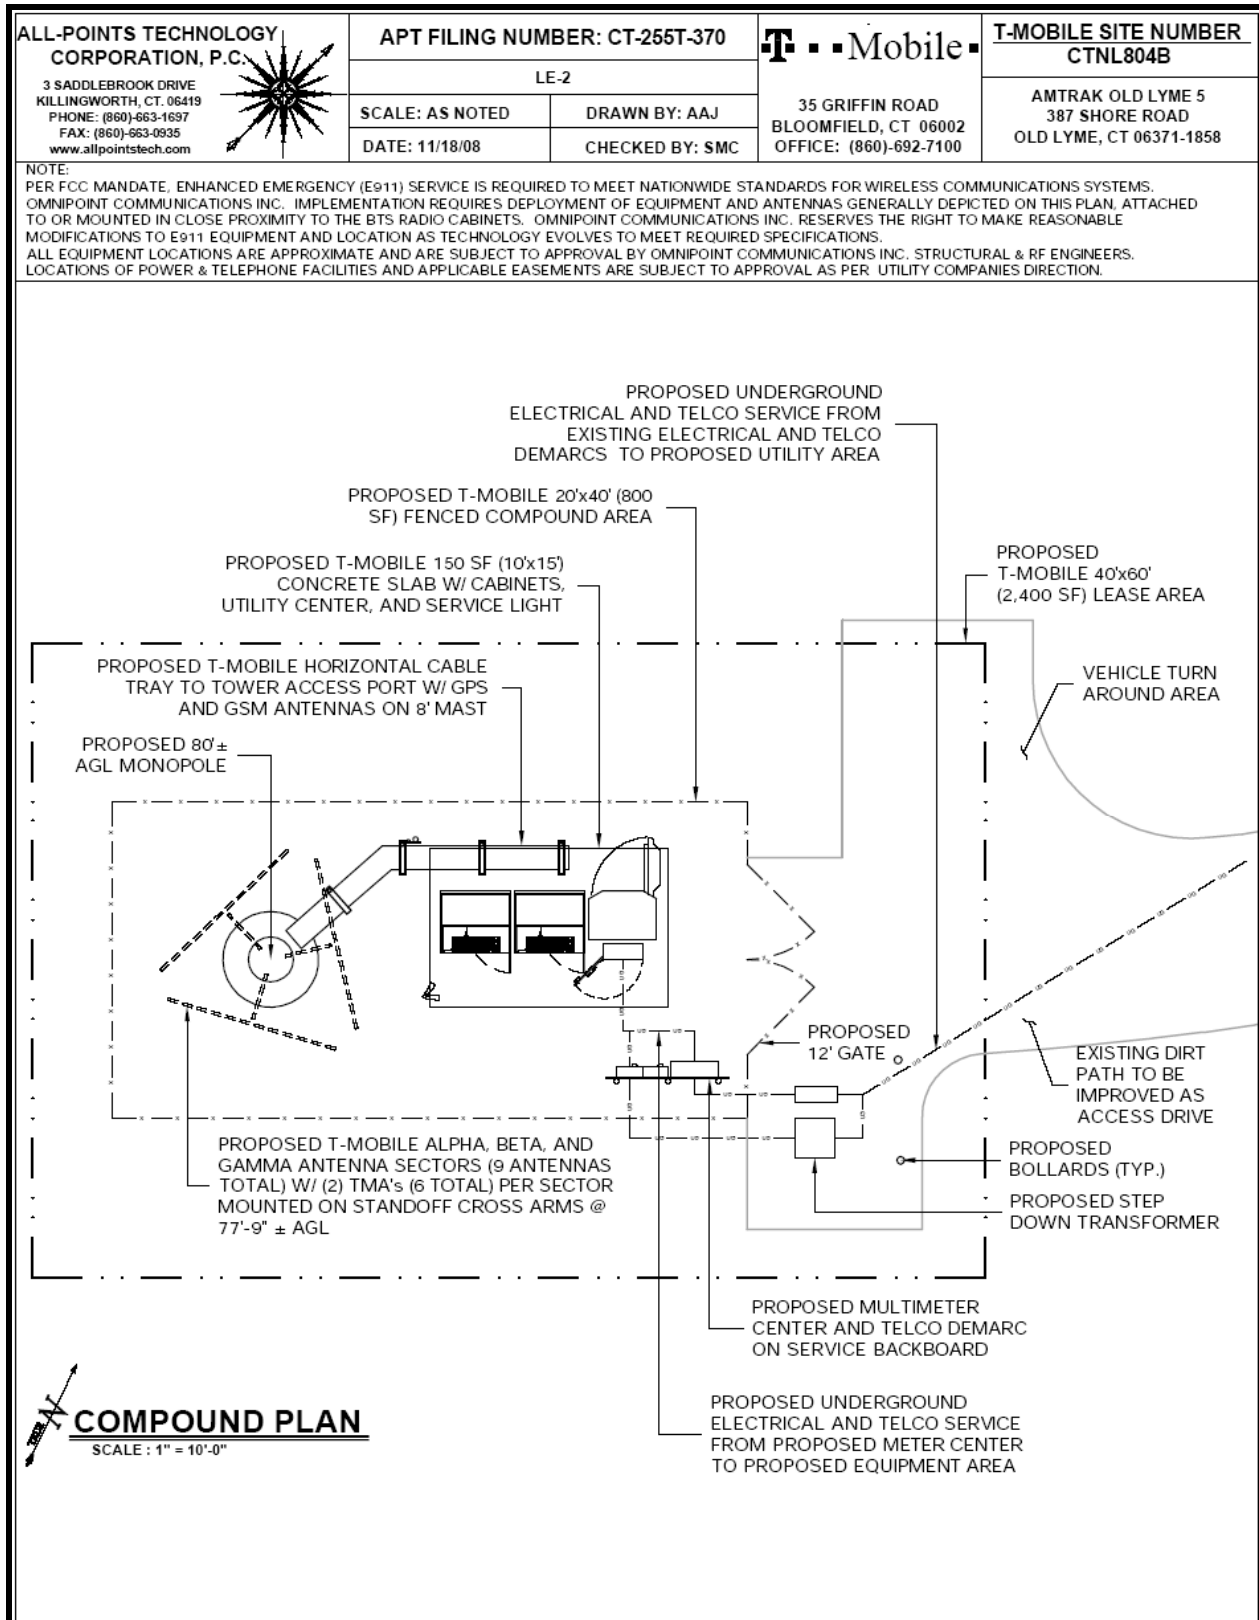 ALL-POINTS TECHNOLOGY
CORPORATION, P.C.
3 SADDLEBROOK DRIVE
KILLINGWORTH, CT. 06419
PHONE: (860)-663-1697
FAX: (860)-663-0935
www.allpointstech.com
APT FILING NUMBER: CT-255T-370
LE-2
SCALE: AS NOTED
DRAWN BY: AAJ
DATE: 11/18/08
CHECKED BY: SMC
T - - Mobile -
35 GRIFFIN ROAD
BLOOMFIELD, CT 06002
OFFICE: (860)-692-7100
T-MOBILE SITE NUMBER
CTNL804B
AMTRAK OLD LYME 5
387 SHORE ROAD
OLD LYME, CT 06371-1858
NOTE:
PER FCC MANDATE, ENHANCED EMERGENCY (E911) SERVICE IS REQUIRED TO MEET NATIONWIDE STANDARDS FOR WIRELESS COMMUNICATIONS SYSTEMS.
OMNIPOINT COMMUNICATIONS INC. IMPLEMENTATION REQUIRES DEPLOYMENT OF EQUIPMENT AND ANTENNAS GENERALLY DEPICTED ON THIS PLAN, ATTACHED
TO OR MOUNTED IN CLOSE PROXIMITY TO THE BTS RADIO CABINETS. OMNIPOINT COMMUNICATIONS INC. RESERVES THE RIGHT TO MAKE REASONABLE
MODIFICATIONS TO E911 EQUIPMENT AND LOCATION AS TECHNOLOGY EVOLVES TO MEET REQUIRED SPECIFICATIONS.
ALL EQUIPMENT LOCATIONS ARE APPROXIMATE AND ARE SUBJECT TO APPROVAL BY OMNIPOINT COMMUNICATIONS INC. STRUCTURAL & RF ENGINEERS.
LOCATIONS OF POWER & TELEPHONE FACILITIES AND APPLICABLE EASEMENTS ARE SUBJECT TO APPROVAL AS PER UTILITY COMPANIES DIRECTION.
PROPOSED UNDERGROUND
ELECTRICAL AND TELCO SERVICE FROM
EXISTING ELECTRICAL AND TELCO
DEMARCS TO PROPOSED UTILITY AREA
PROPOSED T-MOBILE 20'x40' (800
SF) FENCED COMPOUND AREA
PROPOSED T-MOBILE 150 SF (10'x15')
CONCRETE SLAB W/ CABINETS,
UTILITY CENTER, AND SERVICE LIGHT
PROPOSED
T-MOBILE 40'x60'
(2,400 SF) LEASE AREA
PROPOSED T-MOBILE HORIZONTAL CABLE
TRAY TO TOWER ACCESS PORT W/ GPS
AND GSM ANTENNAS ON 8' MAST
VEHICLE TURN
AROUND AREA
PROPOSED 80'±
AGL MONOPOLE
PROPOSED
12' GATE
EXISTING DIRT
PATH TO BE
IMPROVED AS
ACCESS DRIVE
PROPOSED T-MOBILE ALPHA, BETA, AND
GAMMA ANTENNA SECTORS (9 ANTENNAS
TOTAL) W/ (2) TMA's (6 TOTAL) PER SECTOR
MOUNTED ON STANDOFF CROSS ARMS @
77'-9" ± AGL
PROPOSED
BOLLARDS (TYP.)
PROPOSED STEP
DOWN TRANSFORMER
PROPOSED MULTIMETER
CENTER AND TELCO DEMARC
ON SERVICE BACKBOARD
PROPOSED UNDERGROUND
ELECTRICAL AND TELCO SERVICE
FROM PROPOSED METER CENTER
TO PROPOSED EQUIPMENT AREA
N
COMPOUND PLAN
SCALE : 1" = 10'-0"